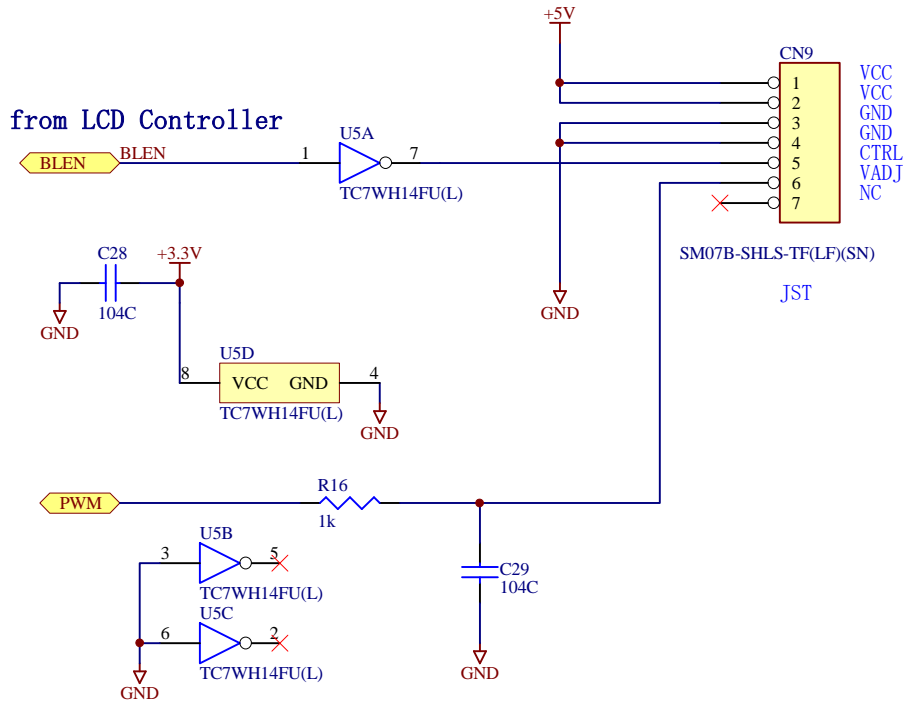 +5V
CN9
1 VCC
2 VCC
3 GND
4 GND
5 CTRL
6 VADJ
7 NC
SM07B-SHLS-TF(LF)(SN)
JST
from LCD Controller
BLEN
BLEN
1
U5A
7
TC7WH14FU(L)
GND
C28
+3.3V
104C
GND
U5D
8
VCC GND
4
TC7WH14FU(L)
GND
PWM
R16
1k
U5B
3
5
TC7WH14FU(L)
U5C
6
2
TC7WH14FU(L)
GND
C29
104C
GND